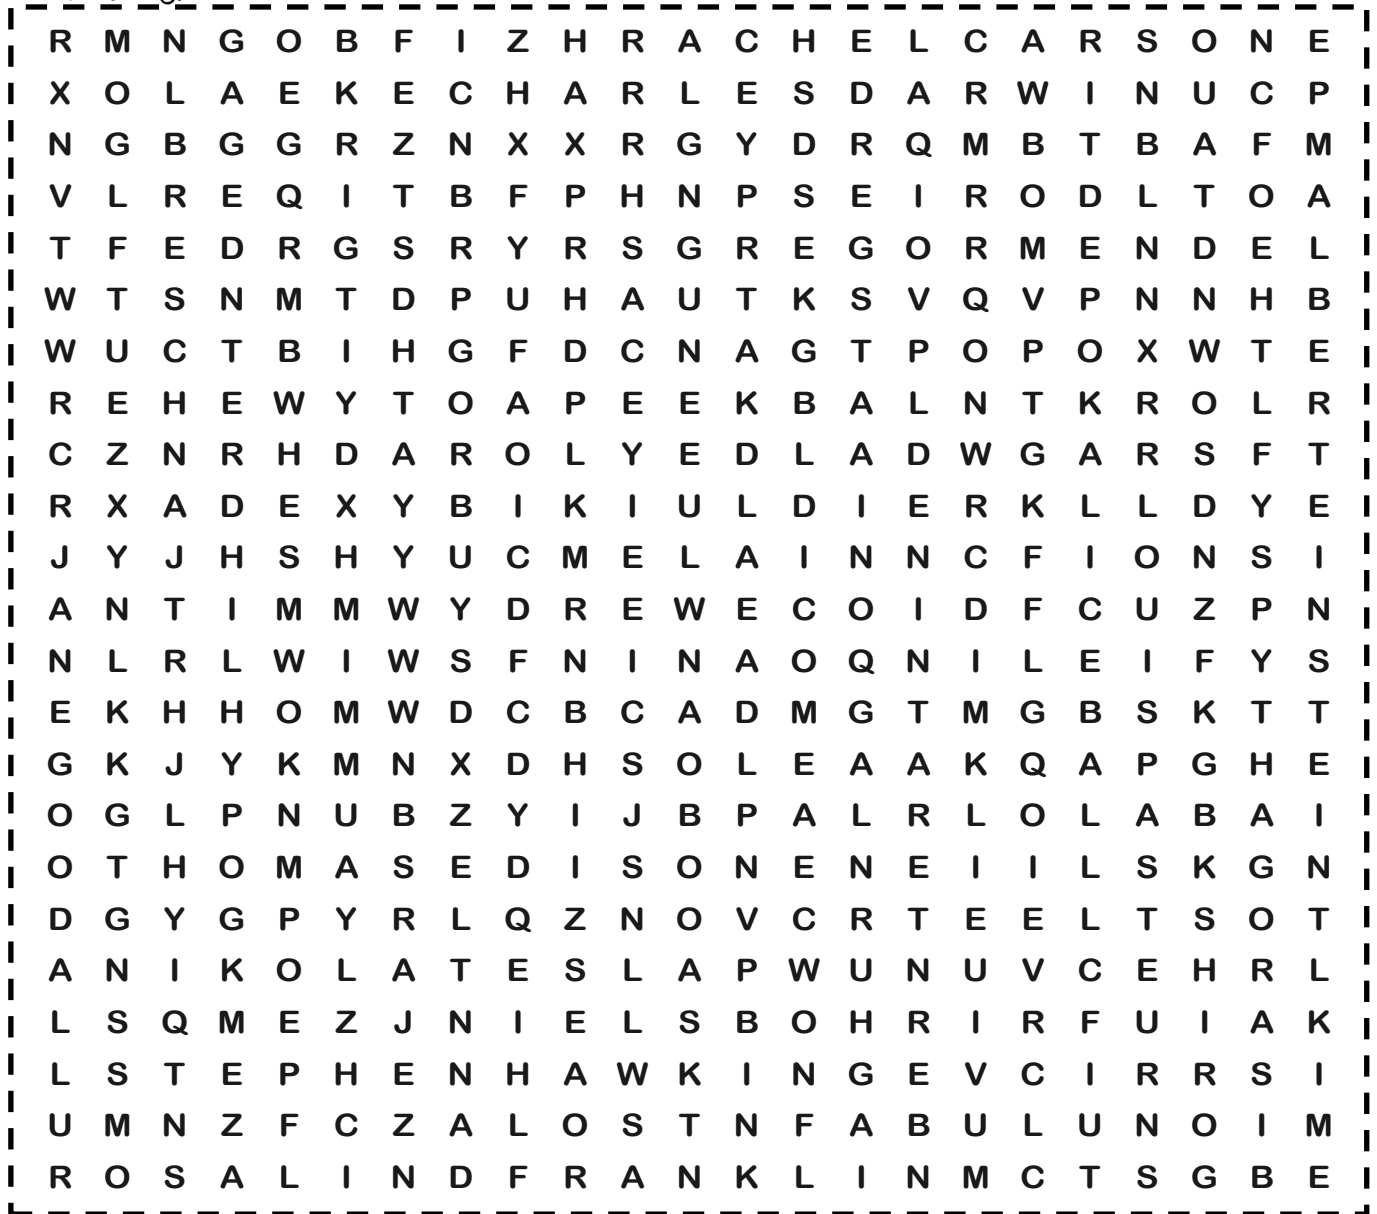 R M N G O B F I Z H R A C H E L C A R S O N E
X O L A E K E C H A R L E S D A R W I N U C P
N G B G G R Z N X X R G Y D R Q M B T B A F M
V L R E Q I T B F P H N P S E I R O D L T O A
T F E D R G S R Y R S G R E G O R M E N D E L
W T S N M T D P U H A U T K S V Q V P N N H B
W U C T B I H G F D C N A G T P O P O X W T E
R E H E W Y T O A P E E K B A L N T K R O L R
C Z N R H D A R O L Y E D L A D W G A R S F T
R X A D E X Y B I K I U L D I E R K L L D Y E
J Y J H S H Y U C M E L A I N N C F I O N S I
A N T I M M W Y D R E W E C O I D F C U Z P N
N L R L W I W S F N I N A O Q N I L E I F Y S
E K H H O M W D C B C A D M G T M G B S K T T
G K J Y K M N X D H S O L E A A K Q A P G H E
O G L P N U B Z Y I J B P A L R L O L A B A I
O T H O M A S E D I S O N E N E I I L S K G N
D G Y G P Y R L Q Z N O V C R T E E L T S O T
A N I K O L A T E S L A P W U N U V C E H R L
L S Q M E Z J N I E L S B O H R I R F U I A K
L S T E P H E N H A W K I N G E V C I R R S I
U M N Z F C Z A L O S T N F A B U L U N O I M
R O S A L I N D F R A N K L I N M C T S G B E